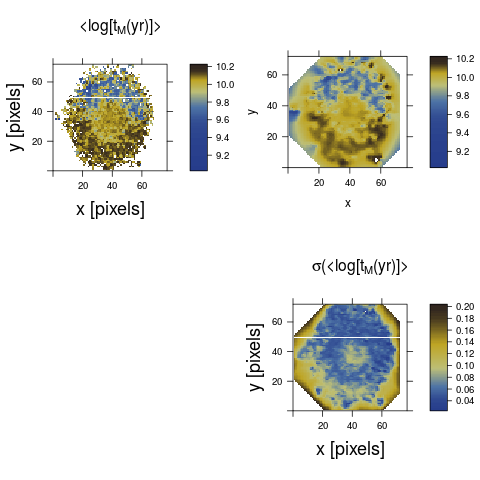 <log[t_M(yr)]>
y [pixels]
60
40
20
20 40 60
x [pixels]
10.2
10.0
9.8
9.6
9.4
9.2
y
60
40
20
20 40 60
x
10.2
10.0
9.8
9.6
9.4
9.2
σ(<log[t_M(yr)]>
y [pixels]
60
40
20
20 40 60
x [pixels]
0.20
0.18
0.16
0.14
0.12
0.10
0.08
0.06
0.04